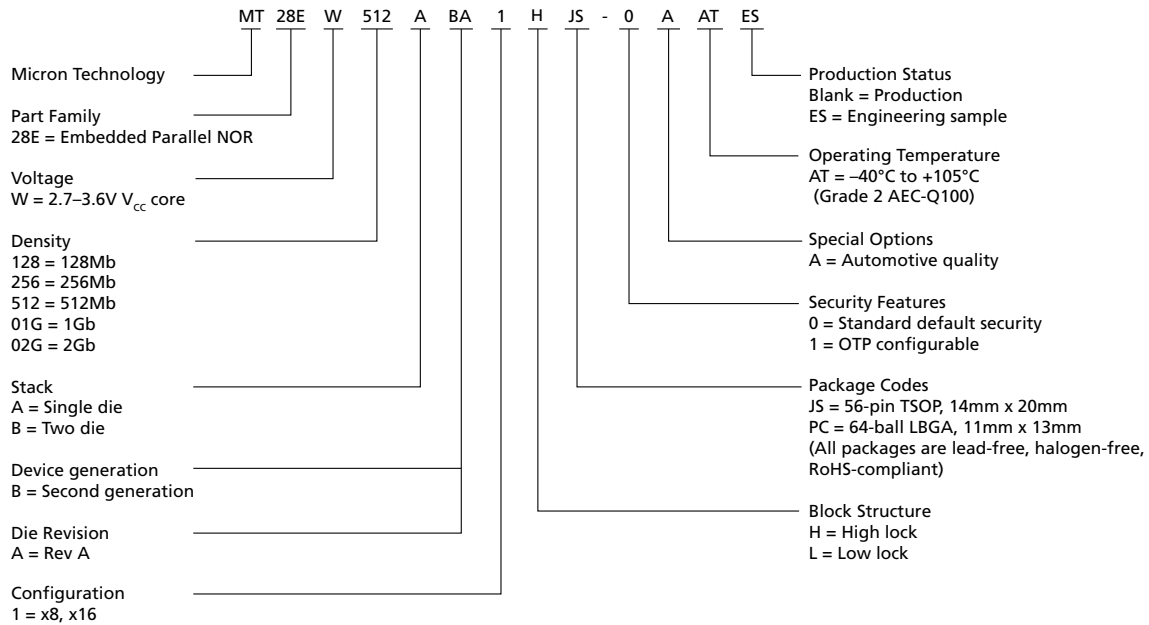 MT 28E W 512 A BA 1 H JS - 0 A AT ES
Micron Technology
Part Family
28E = Embedded Parallel NOR
Voltage
W = 2.7–3.6V Vcc core
Density
128 = 128Mb
256 = 256Mb
512 = 512Mb
01G = 1Gb
02G = 2Gb
Stack
A = Single die
B = Two die
Device generation
B = Second generation
Die Revision
A = Rev A
Configuration
1 = x8, x16
Production Status
Blank = Production
ES = Engineering sample
Operating Temperature
AT = –40°C to +105°C
(Grade 2 AEC-Q100)
Special Options
A = Automotive quality
Security Features
0 = Standard default security
1 = OTP configurable
Package Codes
JS = 56-pin TSOP, 14mm x 20mm
PC = 64-ball LBGA, 11mm x 13mm
(All packages are lead-free, halogen-free,
RoHS-compliant)
Block Structure
H = High lock
L = Low lock